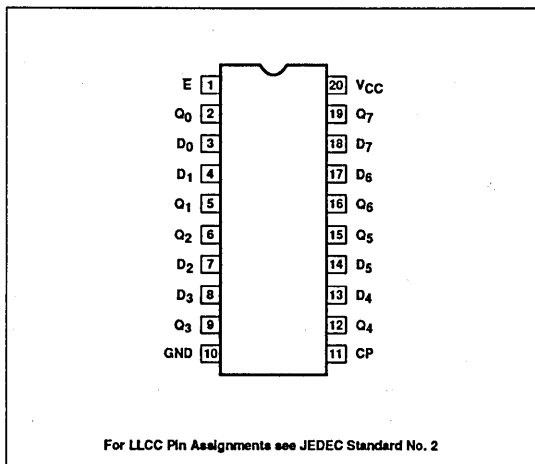 E̅ 1 20 VCC
Q0 2 19 Q7
D0 3 18 D7
D1 4 17 D6
Q1 5 16 Q6
Q2 6 15 Q5
D2 7 14 D5
D3 8 13 D4
Q3 9 12 Q4
GND 10 11 CP
For LLCC Pin Assignments see JEDEC Standard No. 2